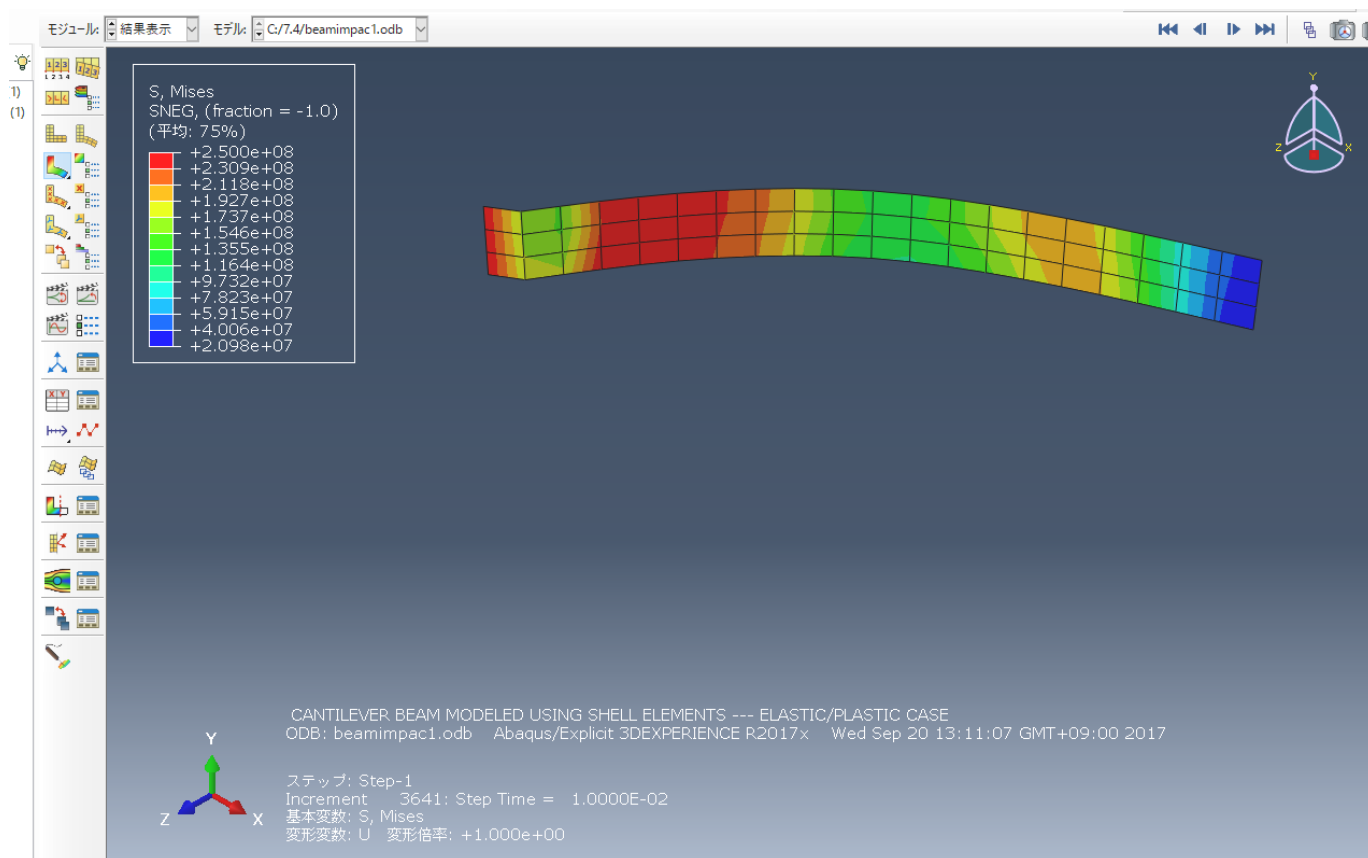 モジュール: 結果表示 モデル: C:/7.4/beamimpac1.odb
1)
(1)
S, Mises
SNEG, (fraction = -1.0)
(平均: 75%)
+2.500e+08
+2.309e+08
+2.118e+08
+1.927e+08
+1.737e+08
+1.546e+08
+1.355e+08
+1.164e+08
+9.732e+07
+7.823e+07
+5.915e+07
+4.006e+07
+2.098e+07
Y
Z X
CANTILEVER BEAM MODELED USING SHELL ELEMENTS --- ELASTIC/PLASTIC CASE
ODB: beamimpac1.odb Abaqus/Explicit 3DEXPERIENCE R2017x Wed Sep 20 13:11:07 GMT+09:00 2017
Y
Z X
ステップ: Step-1
Increment 3641: Step Time = 1.0000E-02
基本変数: S, Mises
変形変数: U 変形倍率: +1.000e+00